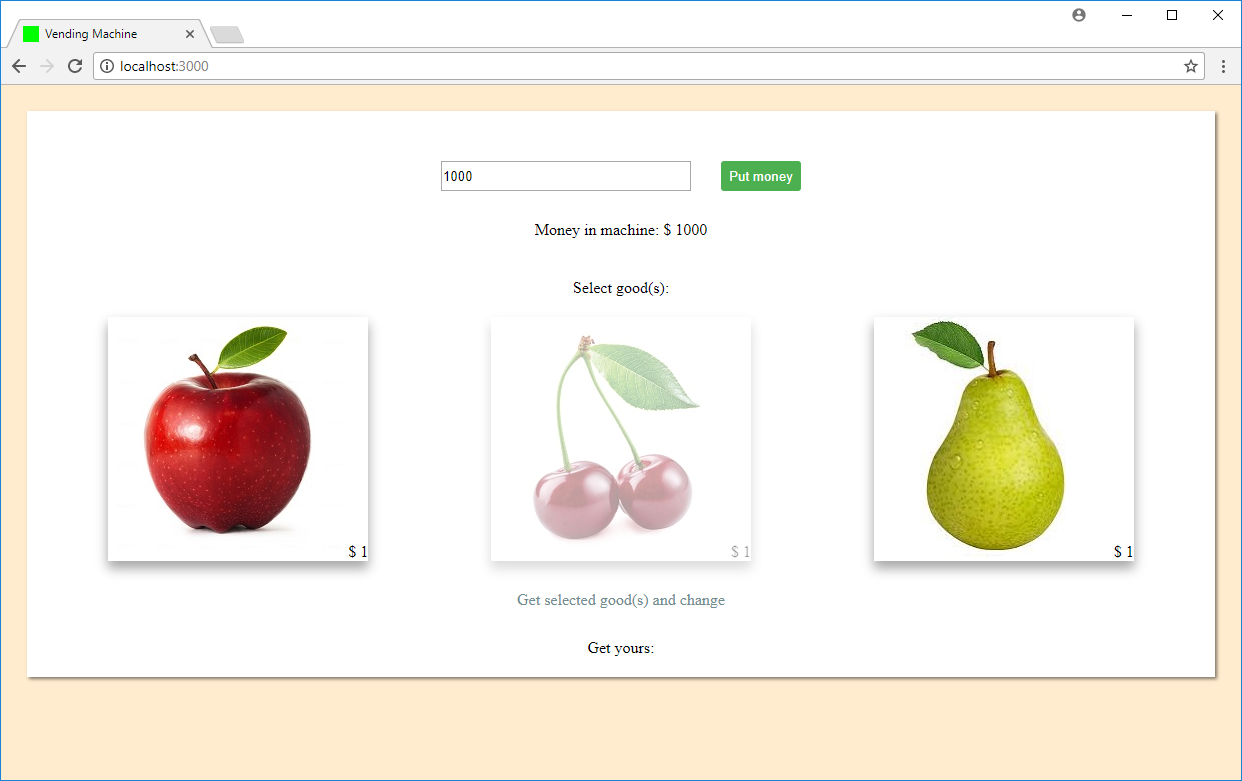 Vending Machine
localhost:3000
1000
Put money
Money in machine: $ 1000
Select good(s):
$ 1
$ 1
$ 1
Get selected good(s) and change
Get yours: